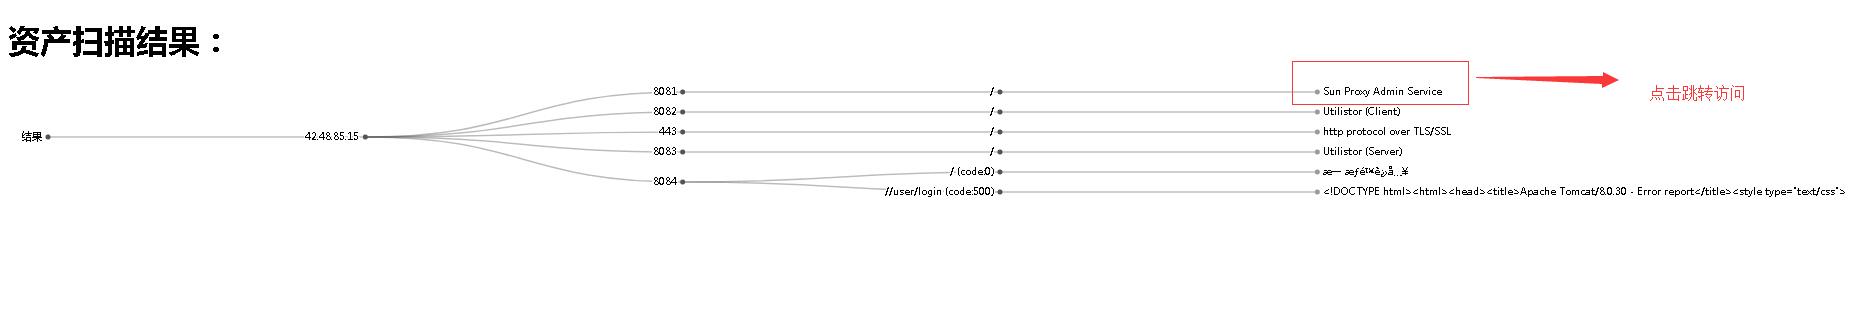 资产扫描结果：
8081 / Sun Proxy Admin Service
点击跳转访问
8082 / Utilistor (Client)
443 / http protocol over TLS/SSL
结果 42.48.85.15
8083 / Utilistor (Server)
/ (code:0)
8084
//user/login (code:500) <!DOCTYPE html><html><head><title>Apache Tomcat/8.0.30 - Error report</title><style type="text/css">